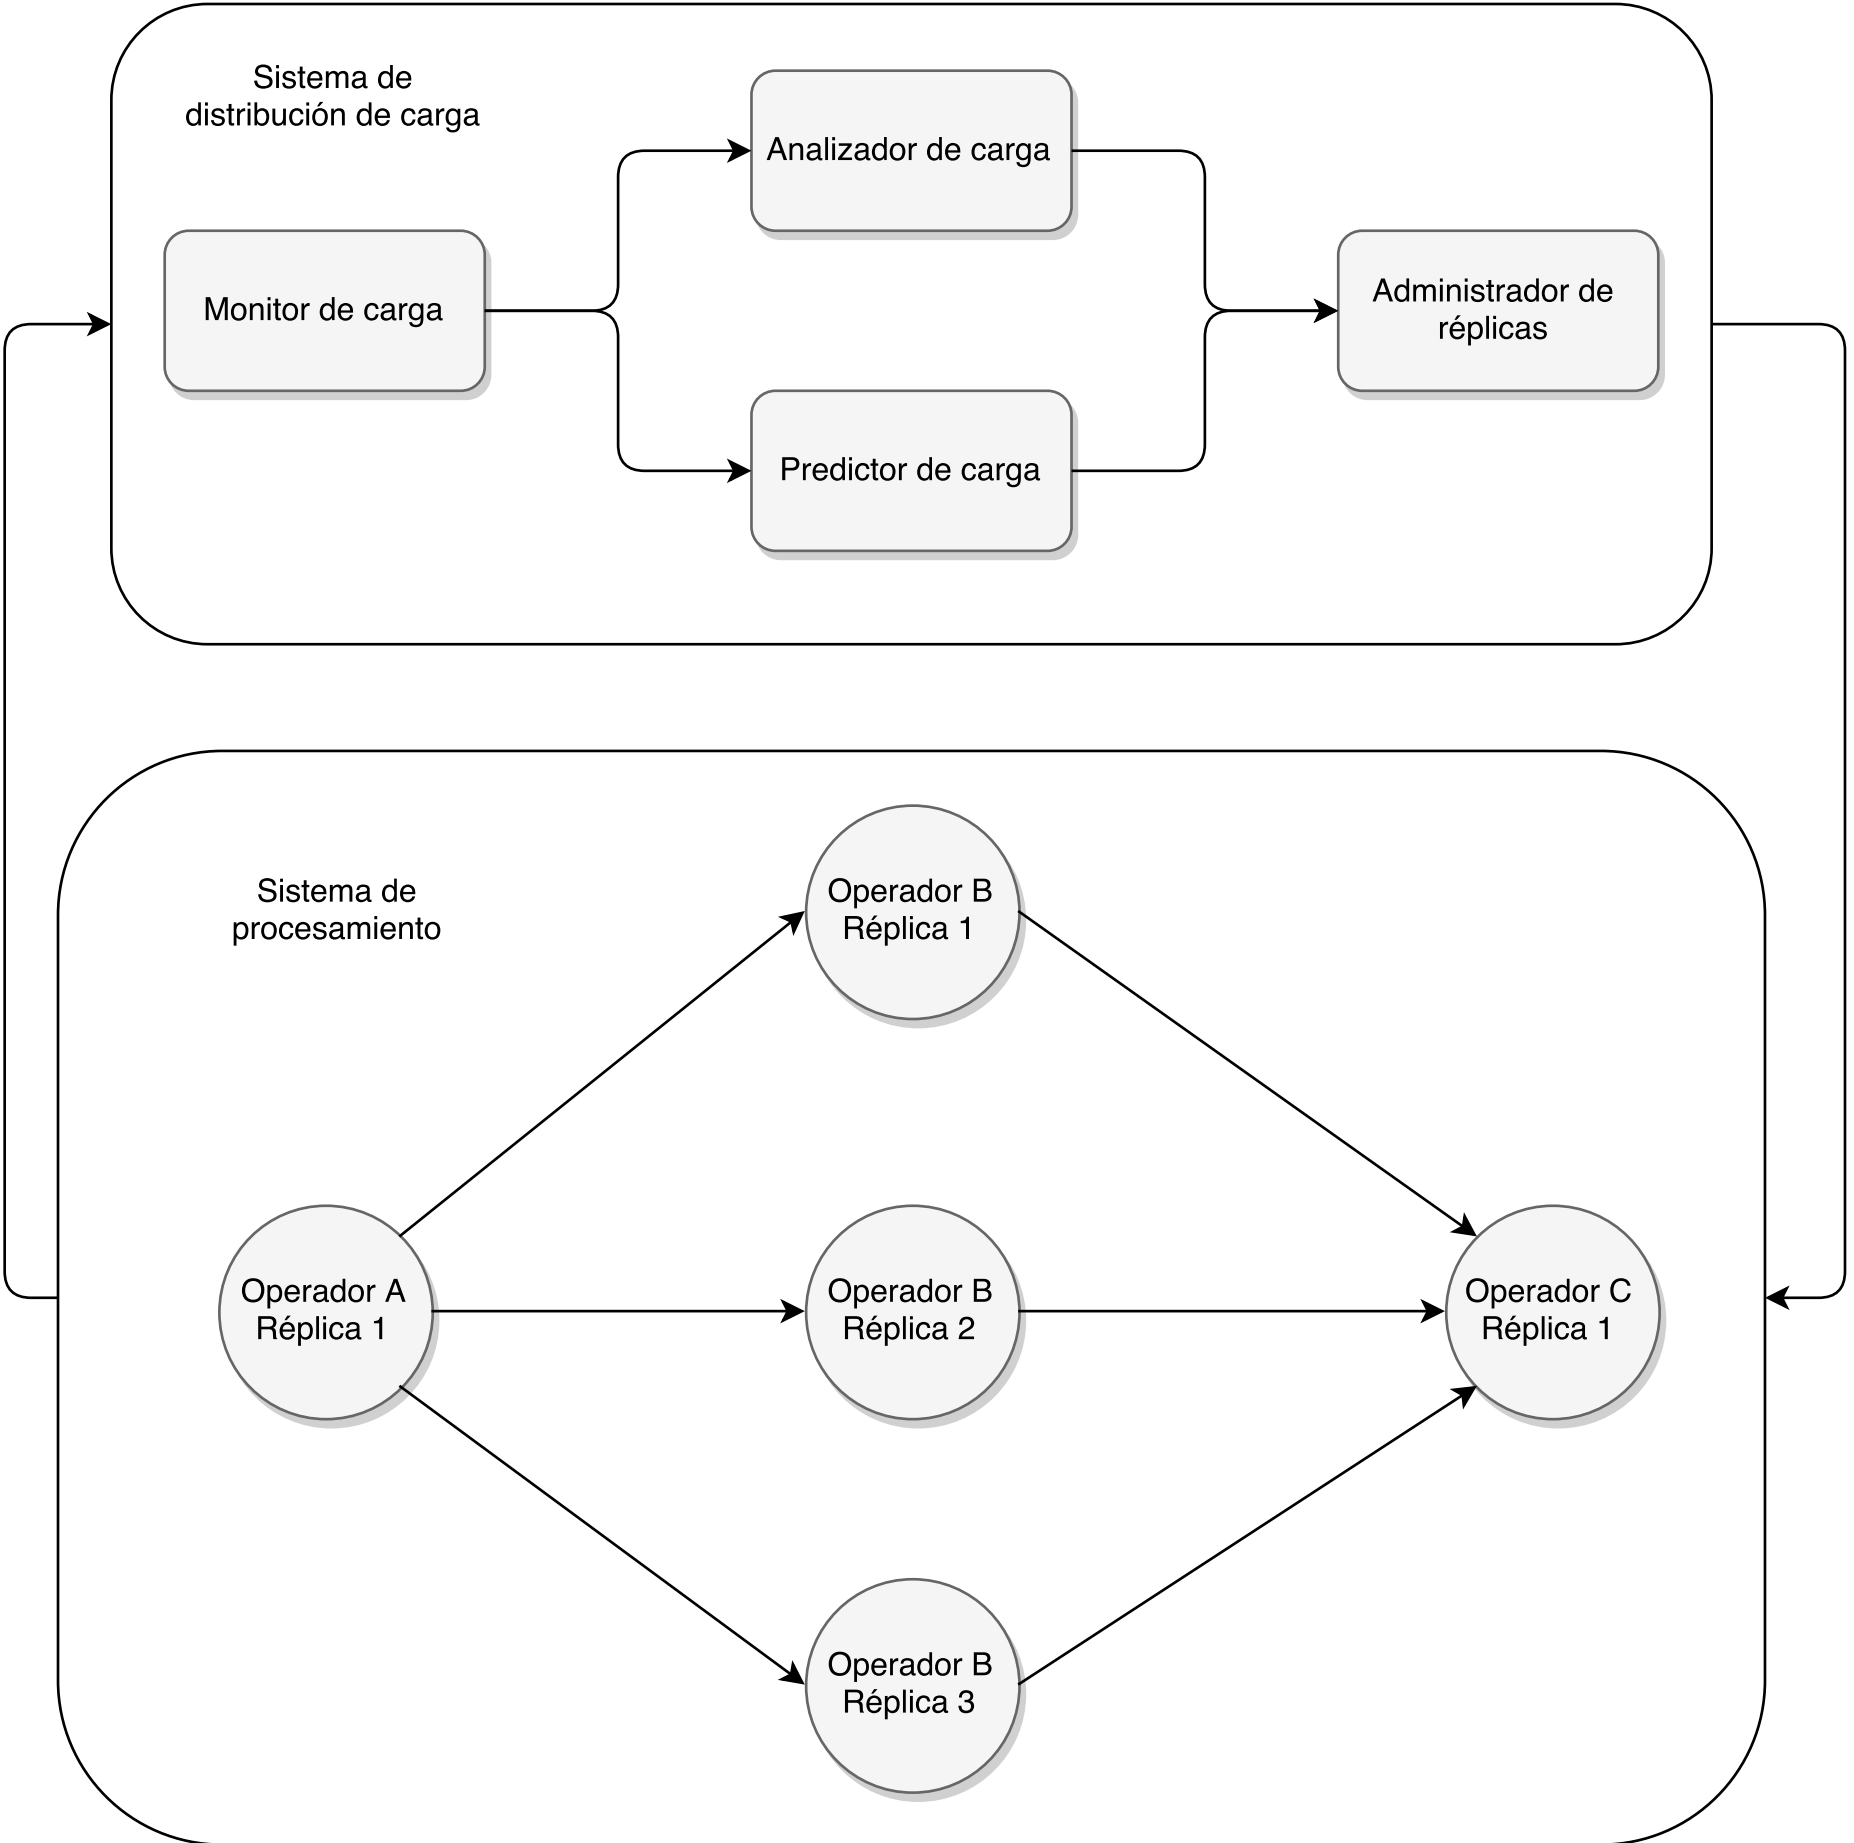 Sistema de
distribución de carga
Analizador de carga
Monitor de carga
Administrador de
réplicas
Predictor de carga
Sistema de
procesamiento
Operador B
Réplica 1
Operador A
Réplica 1
Operador B
Réplica 2
Operador C
Réplica 1
Operador B
Réplica 3